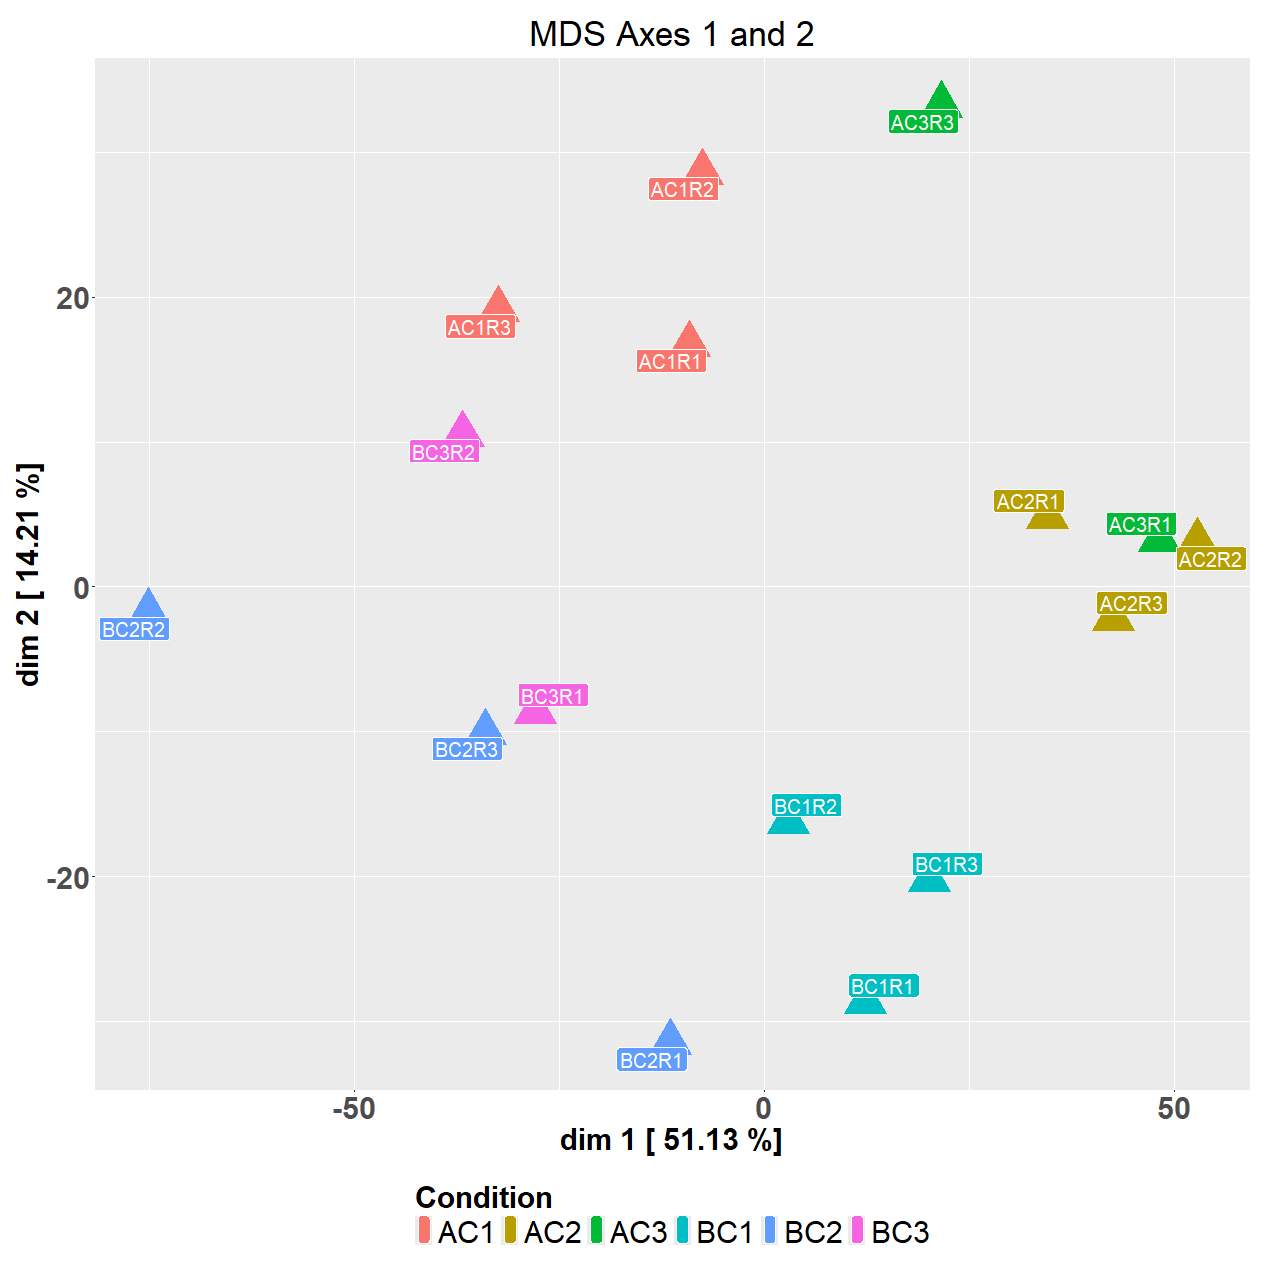 MDS Axes 1 and 2
AC3R3
AC1R2
20
AC1R3
AC1R1
BC3R2
AC2R1
AC3R1
AC2R2
0
AC2R3
BC2R2
dim 2 [ 14.21 %]
BC3R1
BC2R3
BC1R2
BC1R3
-20
BC1R1
BC2R1
-50 0 50
dim 1 [ 51.13 %]
Condition
AC1 AC2 AC3 BC1 BC2 BC3